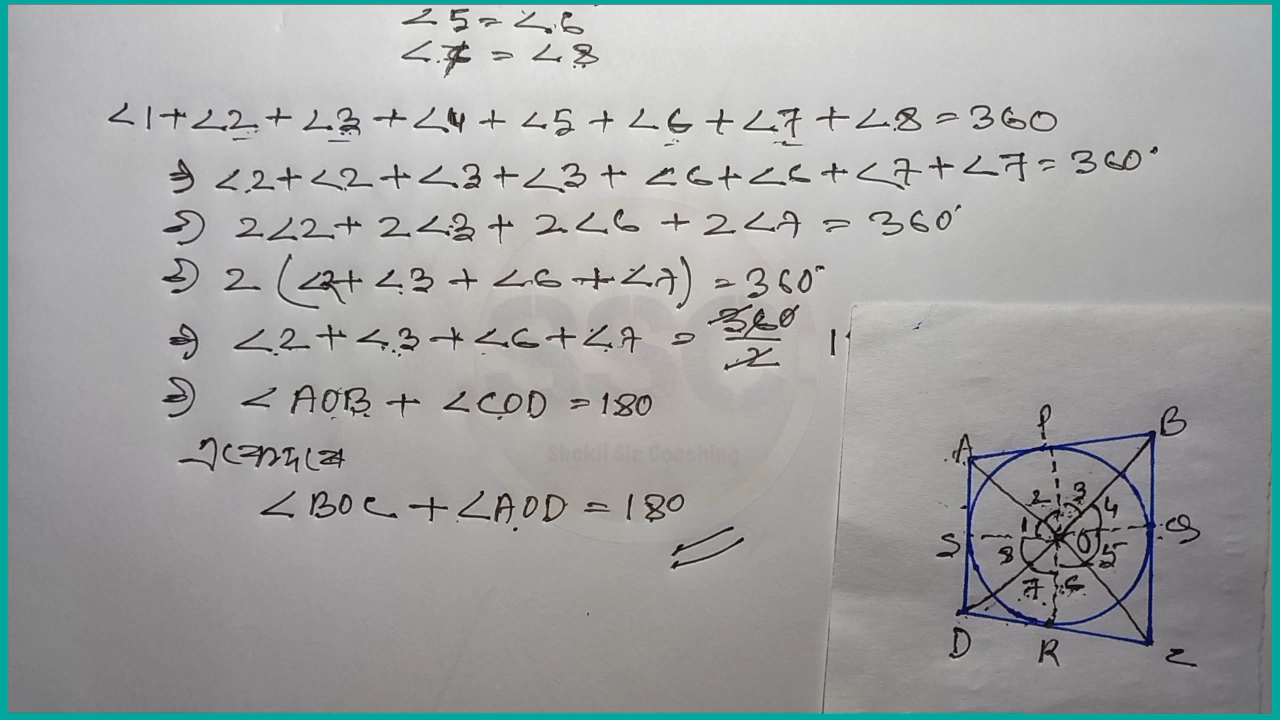 ∠5 = ∠6
∠7 = ∠8
∠1 + ∠2 + ∠3 + ∠4 + ∠5 + ∠6 + ∠7 + ∠8 = 360
⇒ ∠2 + ∠2 + ∠3 + ∠3 + ∠6 + ∠6 + ∠7 + ∠7 = 360°
⇒ 2∠2 + 2∠3 + 2∠6 + 2∠7 = 360°
⇒ 2 (∠2 + ∠3 + ∠6 + ∠7) = 360°
⇒ ∠2 + ∠3 + ∠6 + ∠7 = 360/2
⇒ ∠AOB + ∠COD = 180
∠BOC + ∠AOD = 180
SSC
Shakil Sir Coaching
A P B
2 3
1 4
S O Q
8 5
7 6
D R C